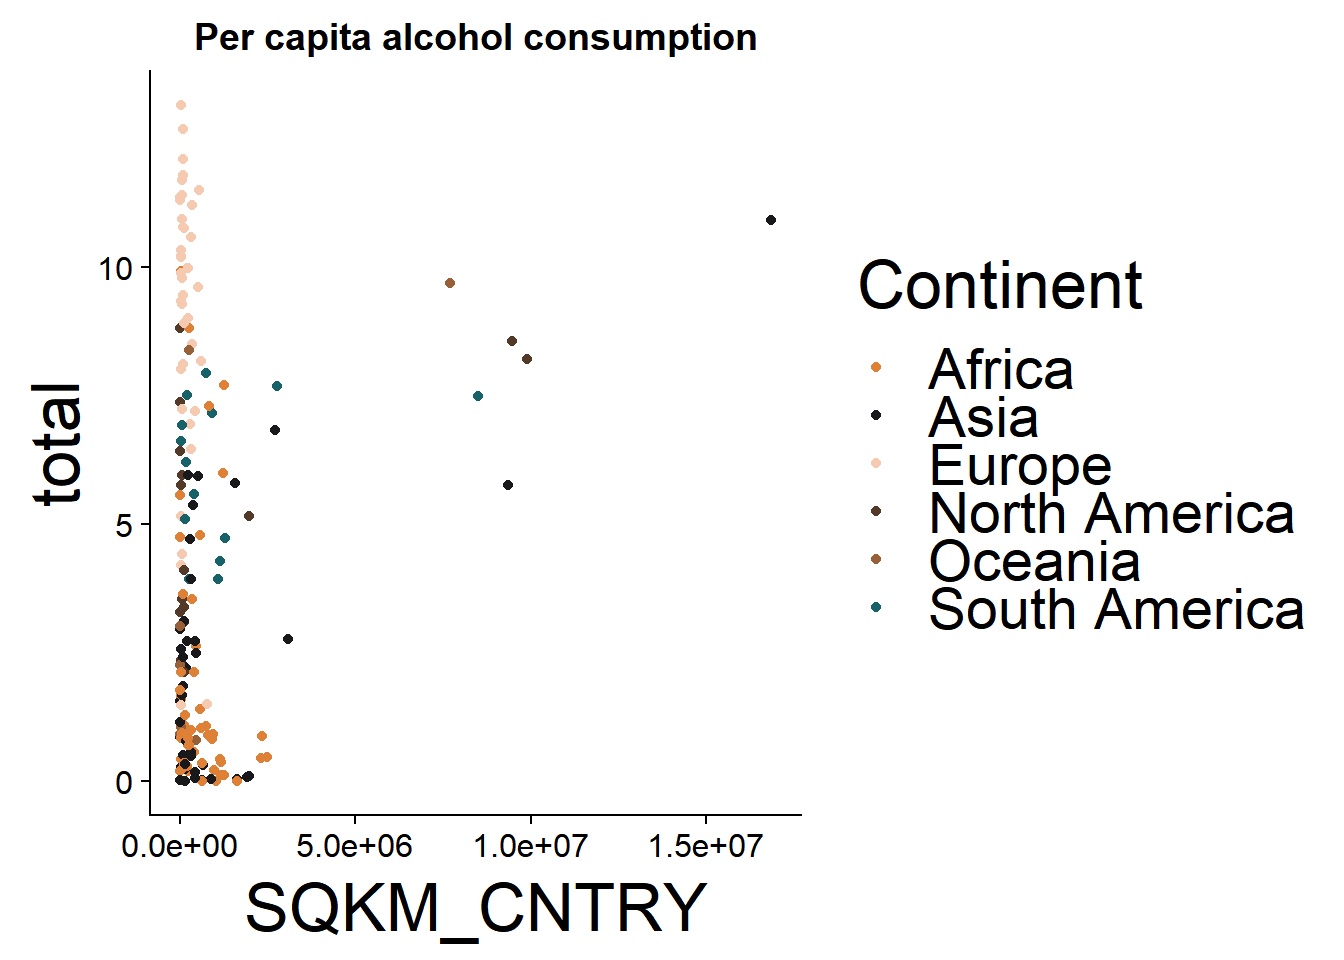 Per capita alcohol consumption
total
10
5
0
0.0e+00
5.0e+06
1.0e+07
1.5e+07
SQKM_CNTRY
Continent
Africa
Asia
Europe
North America
Oceania
South America